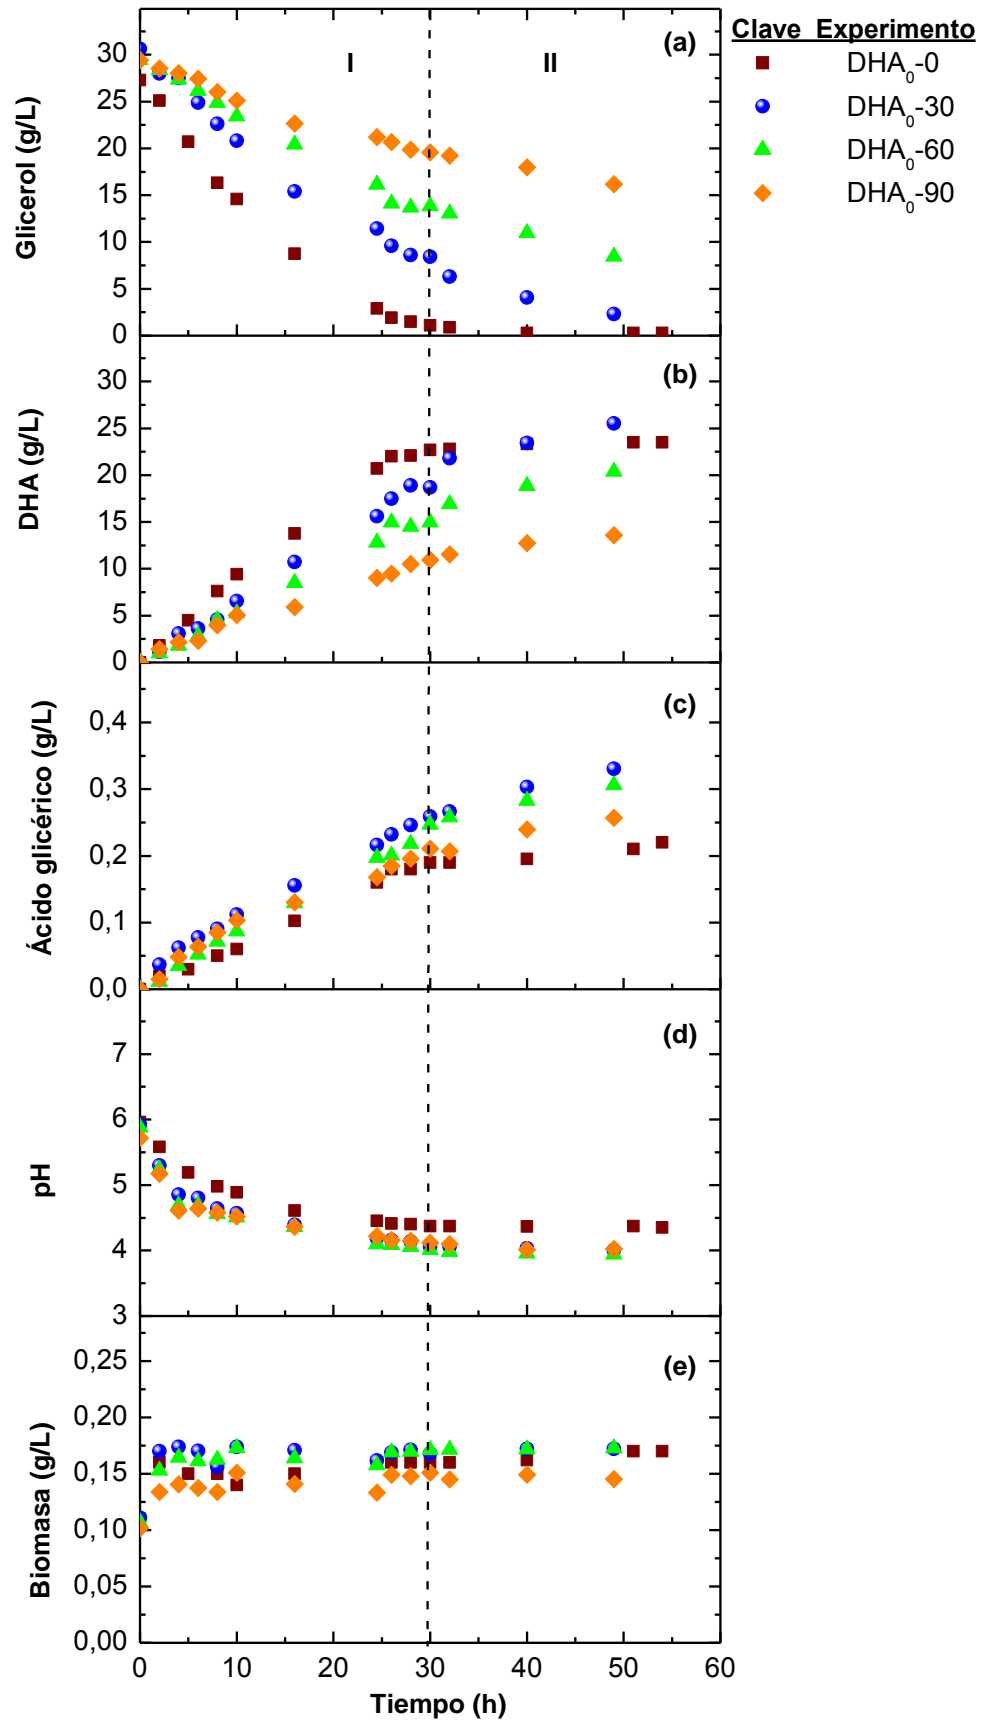 Clave Experimento
DHA0-0
DHA0-30
DHA0-60
DHA0-90
(a)
I
II
Glicerol (g/L)
35
30
25
20
15
10
5
0
(b)
DHA (g/L)
30
25
20
15
10
5
0
(c)
Ácido glicérico (g/L)
0,4
0,3
0,2
0,1
0,0
(d)
pH
7
6
5
4
3
(e)
Biomasa (g/L)
0,25
0,20
0,15
0,10
0,05
0,00
0 10 20 30 40 50 60
Tiempo (h)